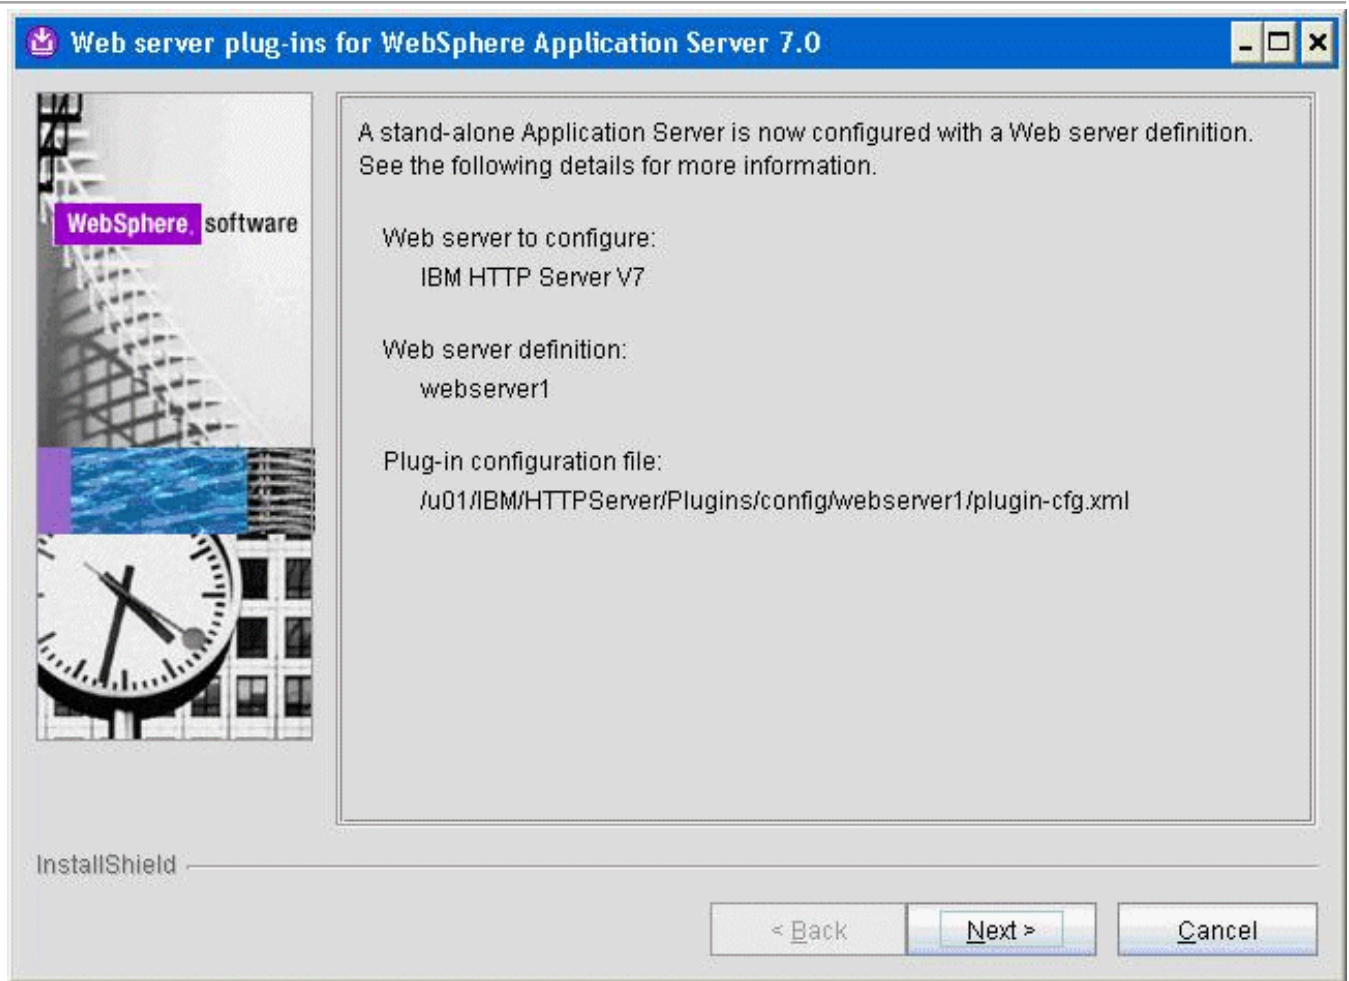 Web server plug-ins for WebSphere Application Server 7.0
WebSphere. software
A stand-alone Application Server is now configured with a Web server definition.
See the following details for more information.
Web server to configure:
IBM HTTP Server V7
Web server definition:
webserver1
Plug-in configuration file:
/u01/IBM/HTTPServer/Plugins/config/webserver1/plugin-cfg.xml
InstallShield
< Back
Next >
Cancel